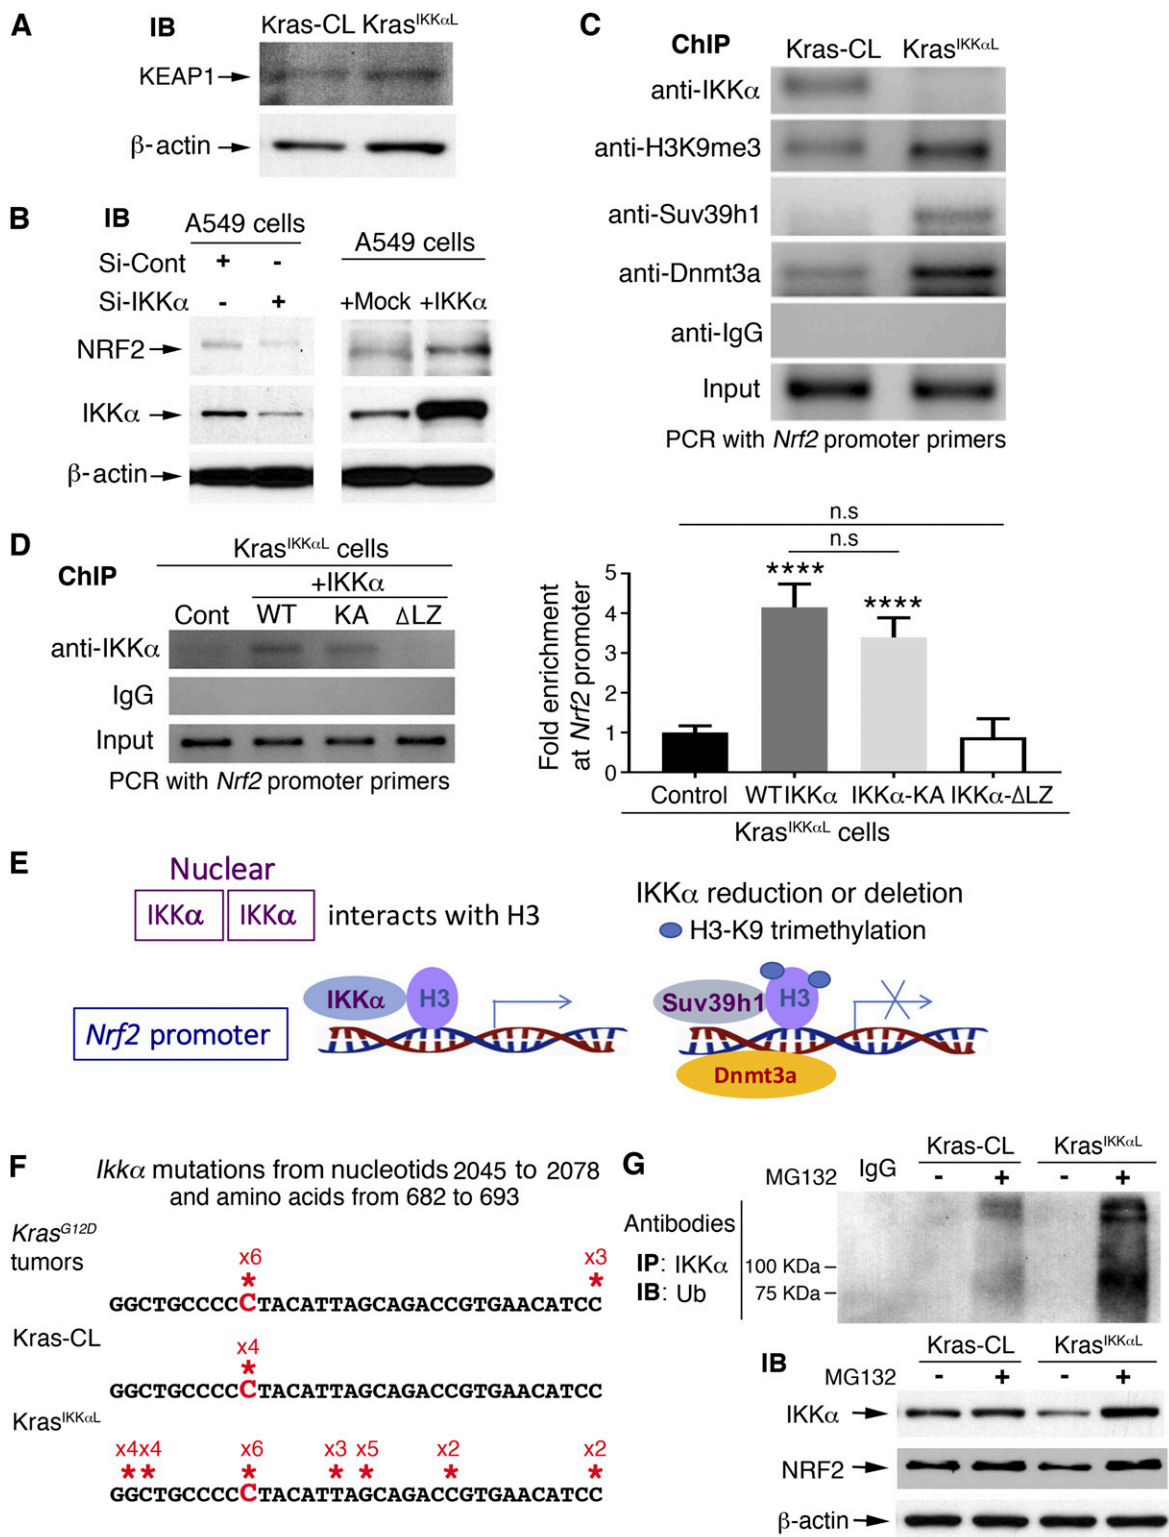 A
IB
Kras-CL Kras^IKKαL
KEAP1
β-actin
B
IB
A549 cells
A549 cells
Si-Cont + -
Si-IKKα - +
+Mock +IKKα
NRF2
IKKα
β-actin
C
ChIP Kras-CL Kras^IKKαL
anti-IKKα
anti-H3K9me3
anti-Suv39h1
anti-Dnmt3a
anti-IgG
Input
PCR with Nrf2 promoter primers
D
Kras^IKKαL cells
ChIP
+IKKα
Cont WT KA ΔLZ
anti-IKKα
IgG
Input
PCR with Nrf2 promoter primers
n.s
n.s
****
****
Fold enrichment
at Nrf2 promoter
5
4
3
2
1
0
Control WTIKKα IKKα-KA IKKα-ΔLZ
Kras^IKKαL cells
E
Nuclear
IKKα IKKα interacts with H3
IKKα reduction or deletion
H3-K9 trimethylation
Nrf2 promoter
IKKα H3
Suv39h1 H3
Dnmt3a
F
Ikkα mutations from nucleotids 2045 to 2078
and amino acids from 682 to 693
Kras^G12D
tumors
x6 x3
* *
GGCTGCCCCCTACATTAGCAGACCGTGAACATCC
Kras-CL
x4
*
GGCTGCCCCCTACATTAGCAGACCGTGAACATCC
Kras^IKKαL
x4x4 x6 x3 x5 x2 x2
* * * * * * *
GGCTGCCCCCTACATTAGCAGACCGTGAACATCC
G
Kras-CL Kras^IKKαL
MG132 IgG - + - +
Antibodies
IP: IKKα
IB: Ub
100 KDa
75 KDa
Kras-CL Kras^IKKαL
IB
MG132 - + - +
IKKα
NRF2
β-actin